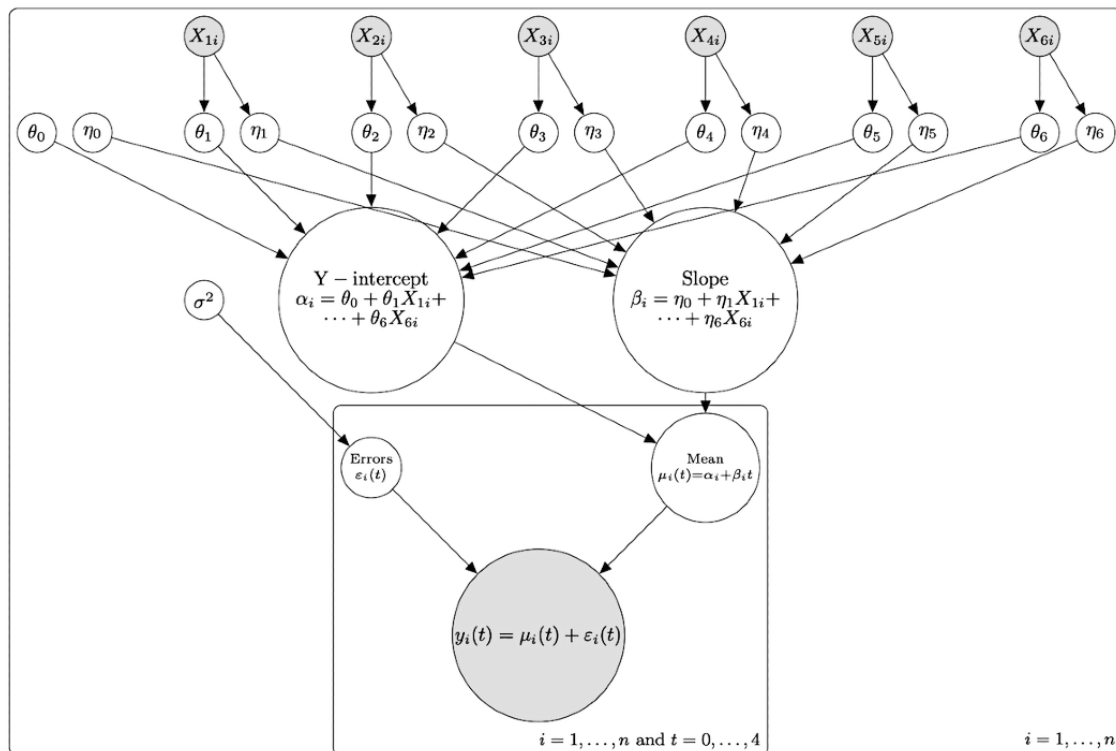 X₁ᵢ X₂ᵢ X₃ᵢ X₄ᵢ X₅ᵢ X₆ᵢ
θ₀ η₀ θ₁ η₁ θ₂ η₂ θ₃ η₃ θ₄ η₄ θ₅ η₅ θ₆ η₆
Y − intercept
αᵢ = θ₀ + θ₁X₁ᵢ+
⋯ + θ₆X₆ᵢ
Slope
βᵢ = η₀ + η₁X₁ᵢ+
⋯ + η₆X₆ᵢ
σ²
Errors
εᵢ(t)
Mean
μᵢ(t)=αᵢ+βᵢt
yᵢ(t) = μᵢ(t) + εᵢ(t)
i = 1, …, n and t = 0, …, 4
i = 1, …, n